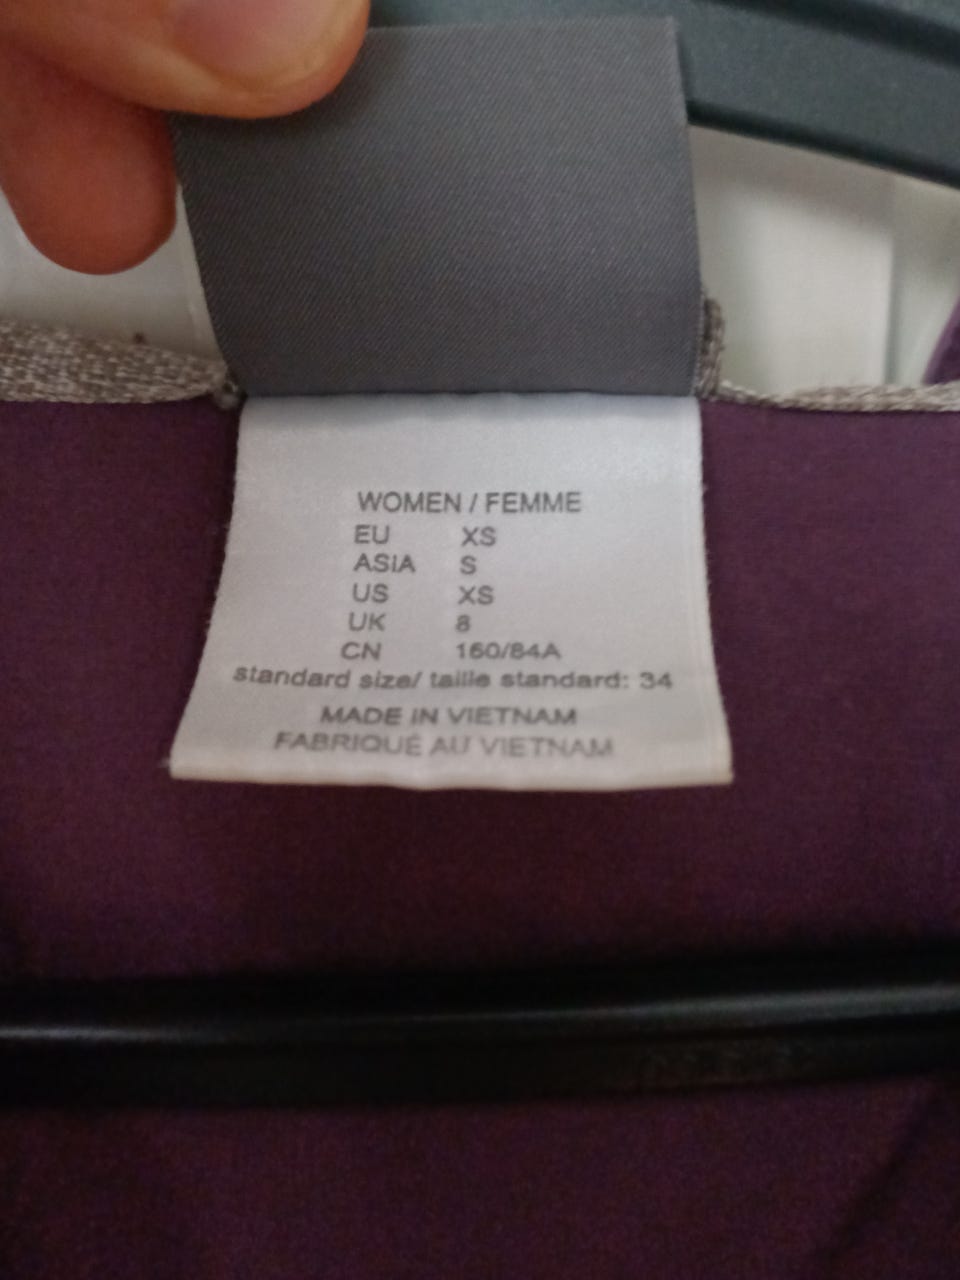 WOMEN / FEMME
EU XS
ASIA S
US XS
UK 8
CN 160/84A
standard size/ taille standard: 34
MADE IN VIETNAM
FABRIQUÉ AU VIETNAM